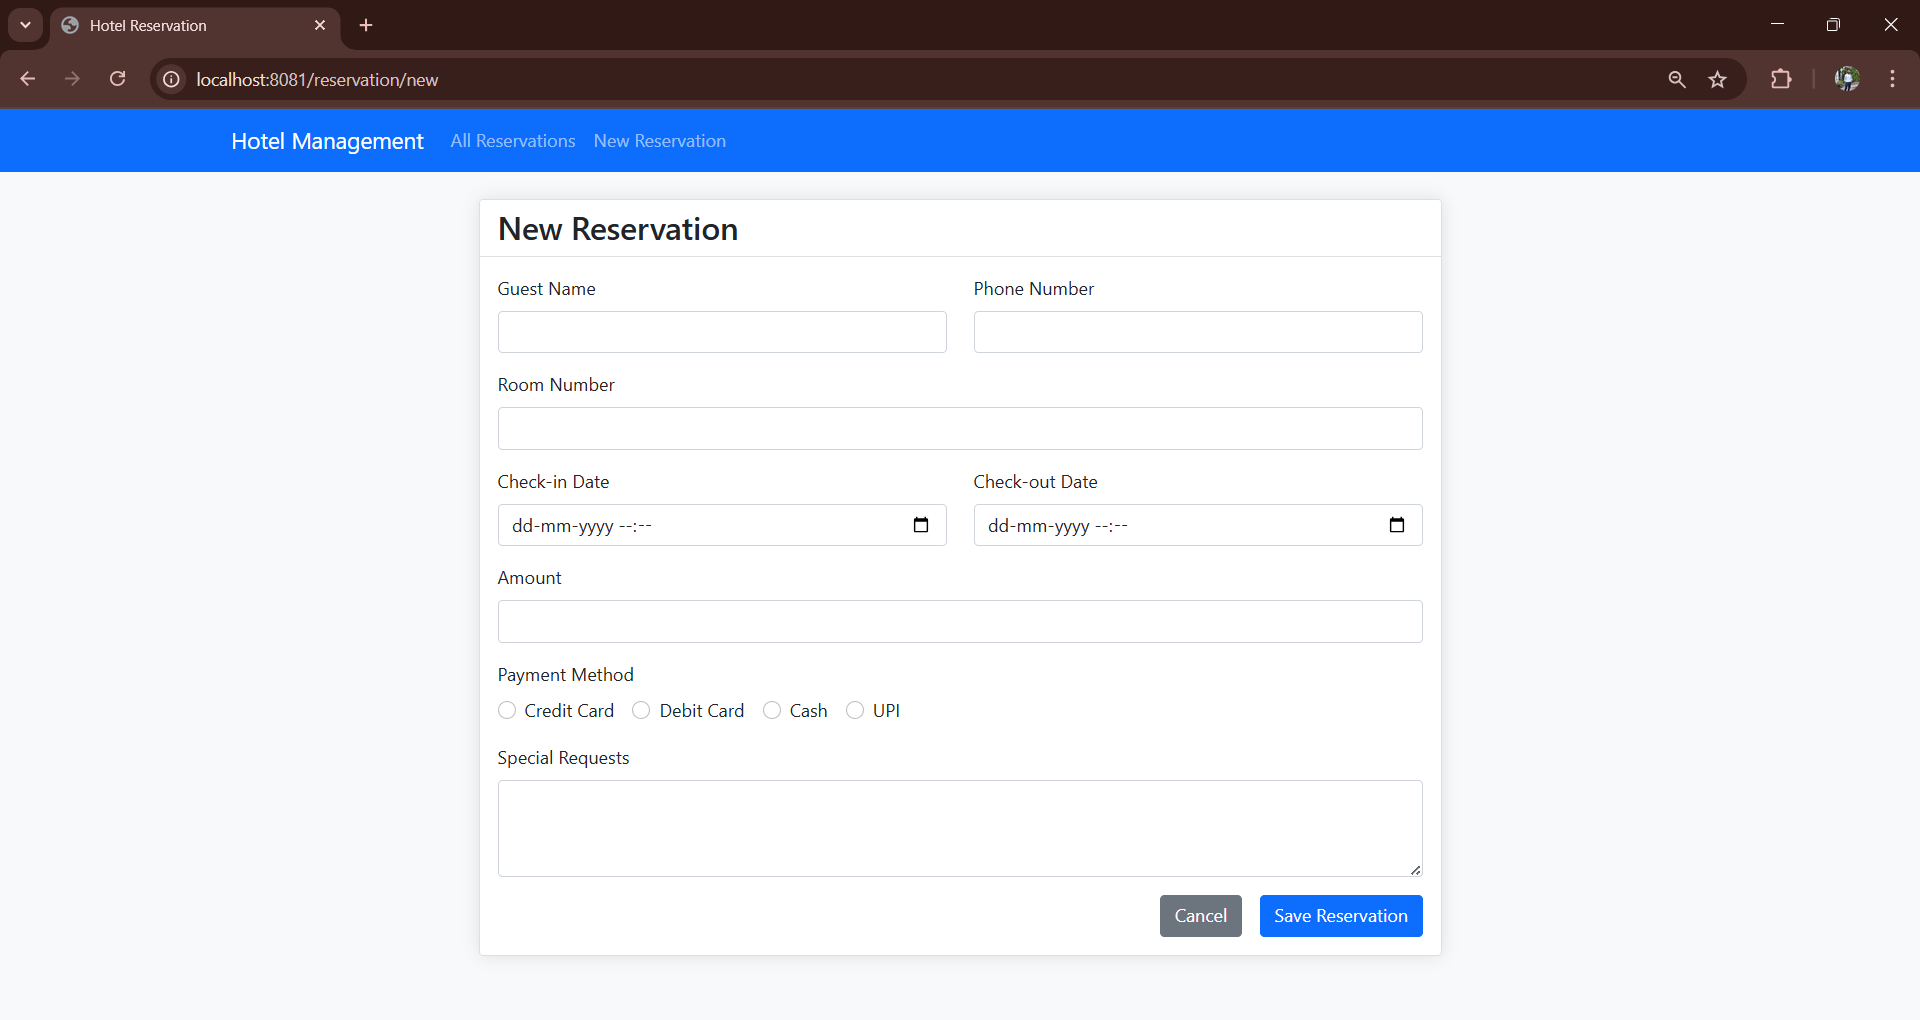 Hotel Reservation
localhost:8081/reservation/new
Hotel Management All Reservations New Reservation
New Reservation
Guest Name Phone Number
Room Number
Check-in Date Check-out Date
dd-mm-yyyy --:-- dd-mm-yyyy --:--
Amount
Payment Method
Credit Card Debit Card Cash UPI
Special Requests
Cancel Save Reservation